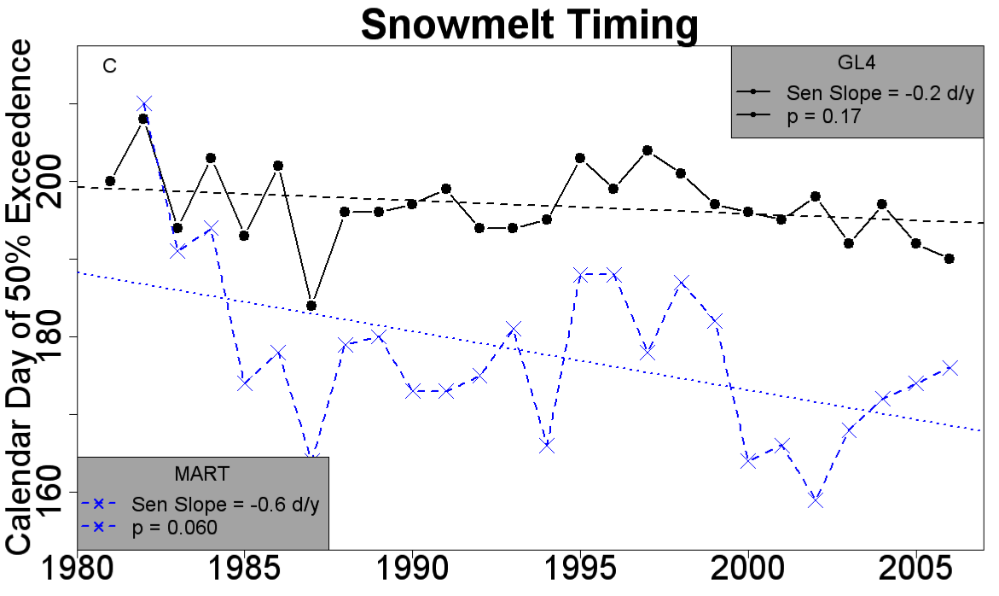 Snowmelt Timing
C
GL4
Sen Slope = -0.2 d/y
p = 0.17
Calendar Day of 50% Exceedence
200
180
160
MART
Sen Slope = -0.6 d/y
p = 0.060
1980 1985 1990 1995 2000 2005